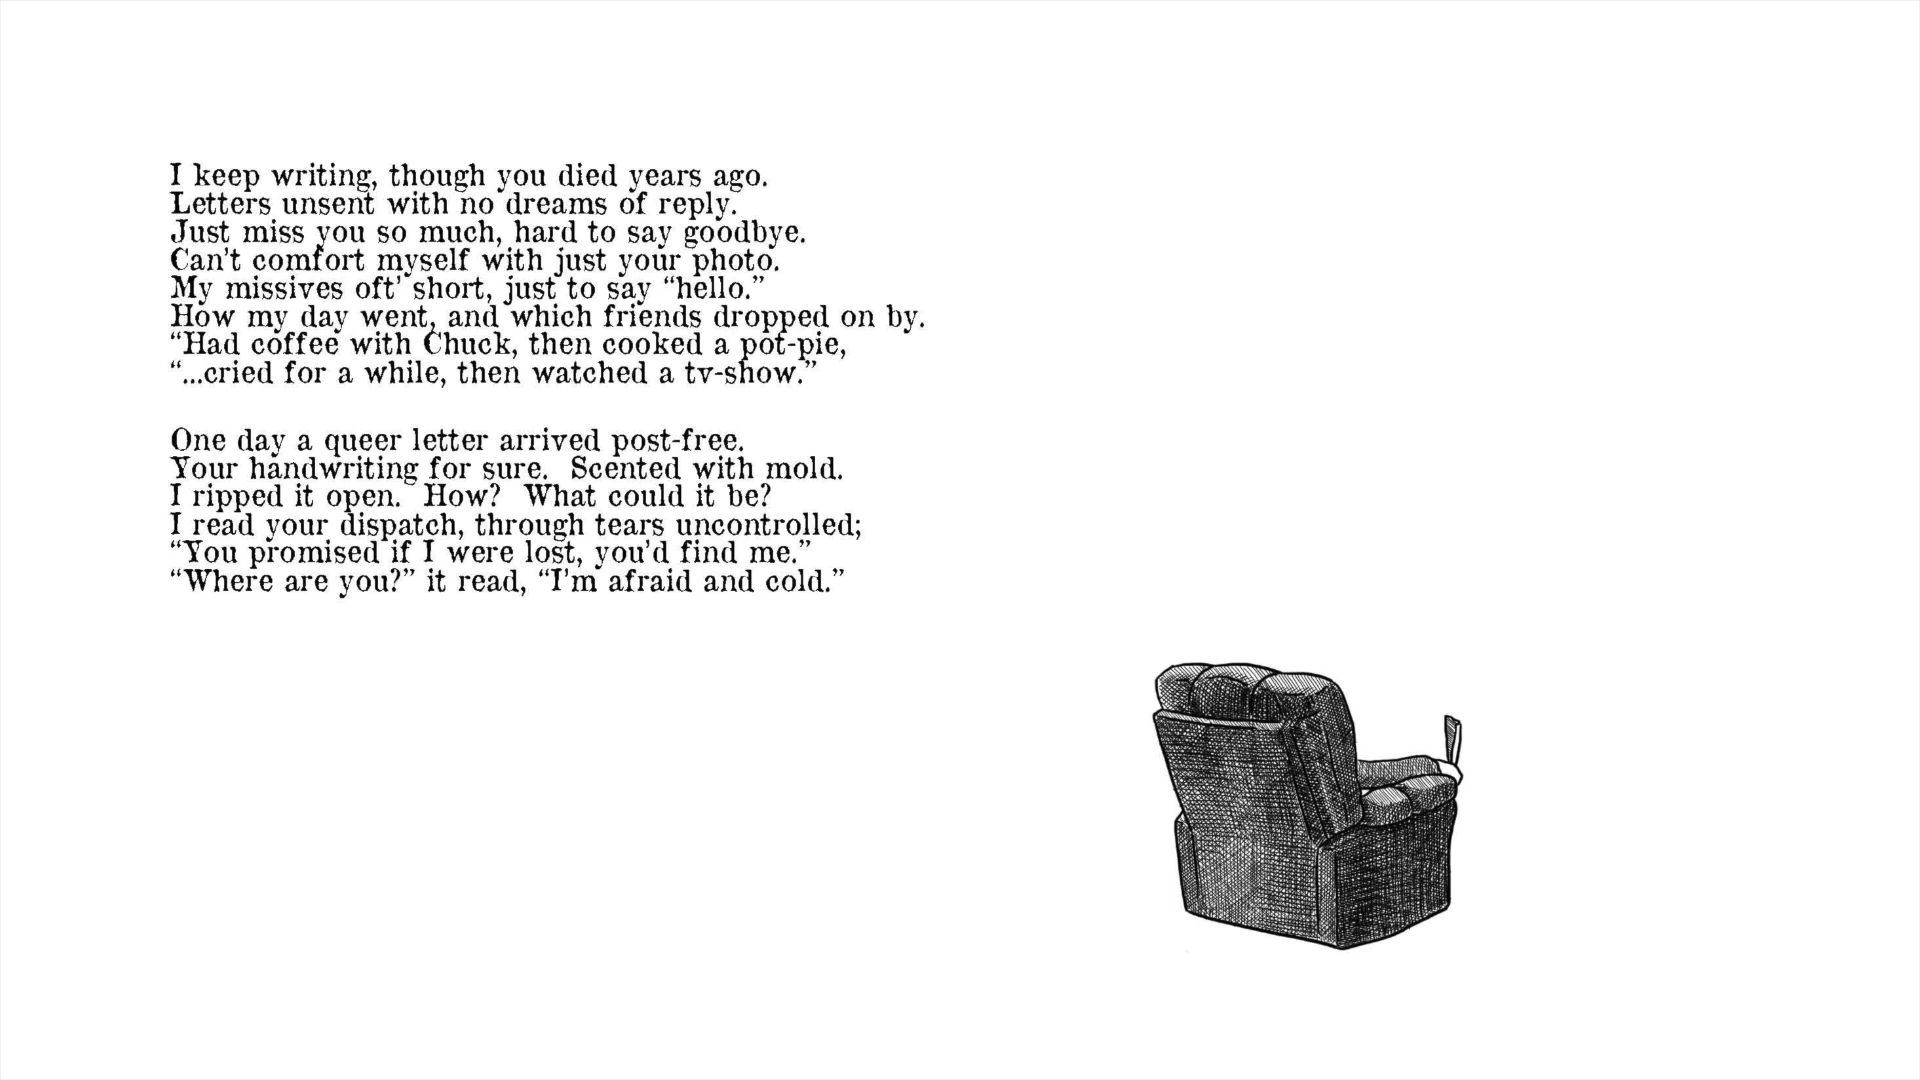 I keep writing, though you died years ago.
Letters unsent with no dreams of reply.
Just miss you so much, hard to say goodbye.
Can't comfort myself with just your photo.
My missives oft' short, just to say “hello.”
How my day went, and which friends dropped on by.
“Had coffee with Chuck, then cooked a pot-pie,
“...cried for a while, then watched a tv-show.”
One day a queer letter arrived post-free.
Your handwriting for sure.  Scented with mold.
I ripped it open.  How?  What could it be?
I read your dispatch, through tears uncontrolled;
“You promised if I were lost, you'd find me.”
“Where are you?” it read, “I'm afraid and cold.”